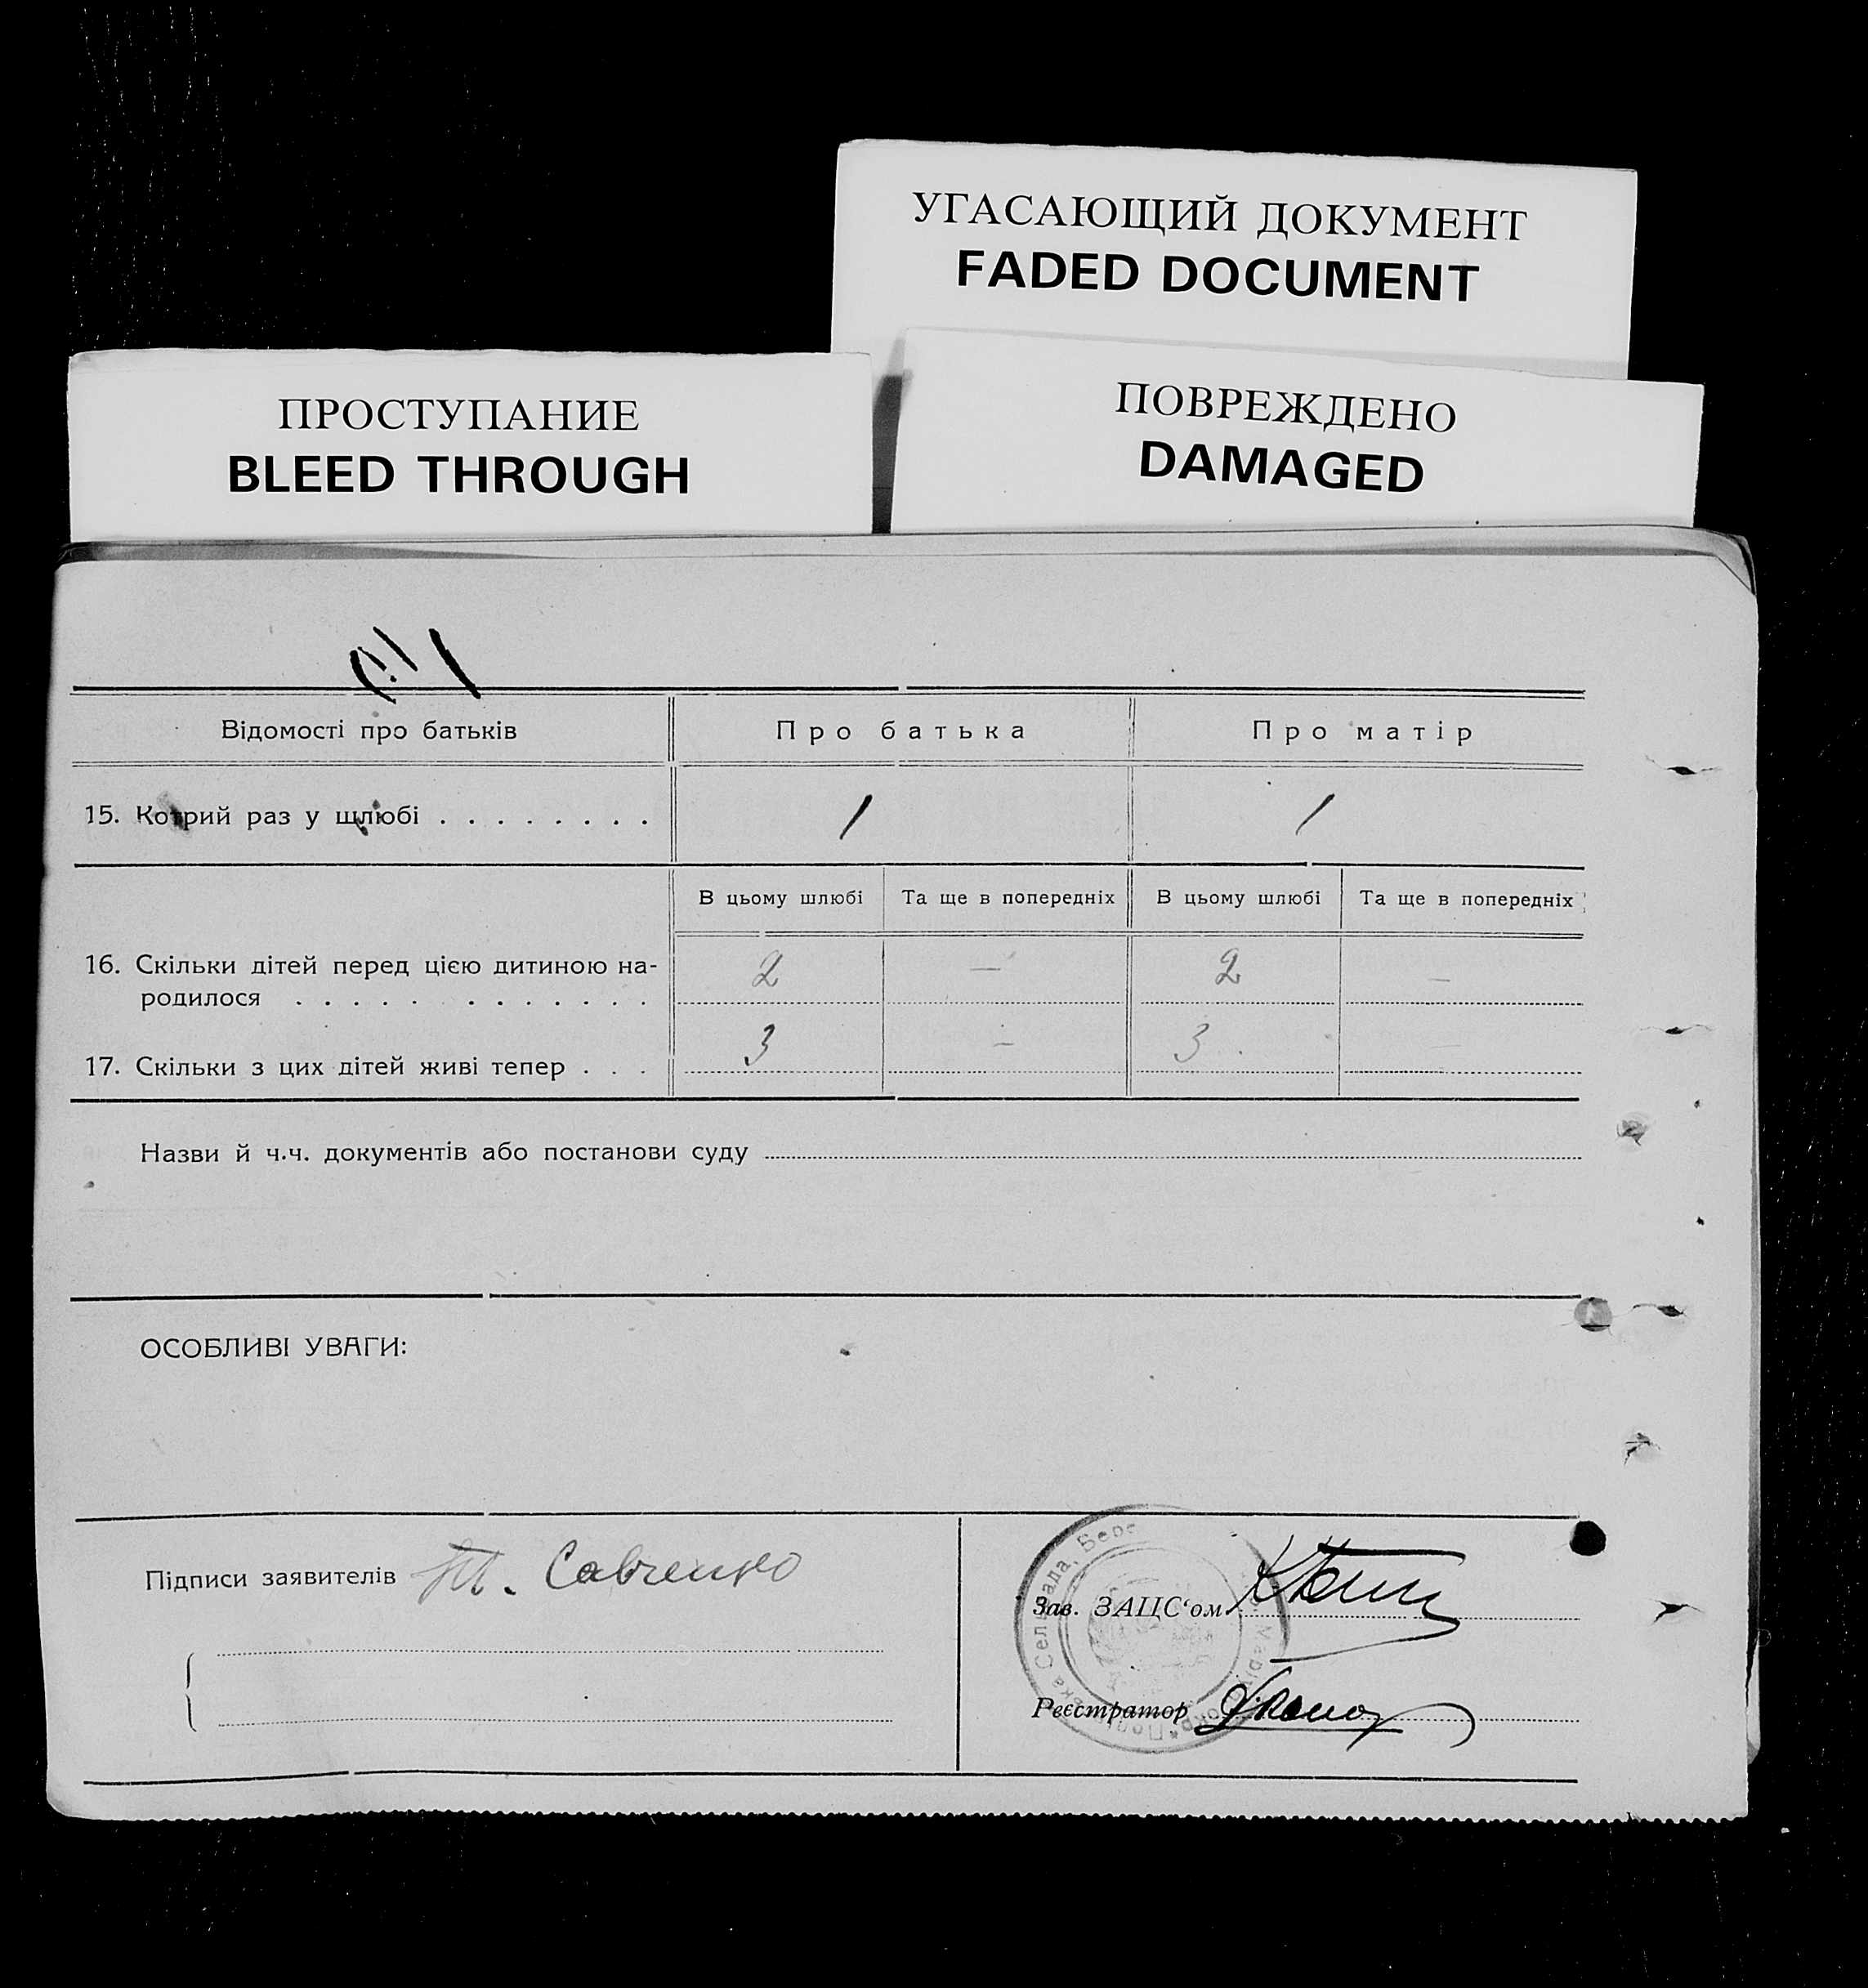 УГАСАЮЩИЙ ДОКУМЕНТ
FADED DOCUMENT
ПРОСТУПАНИЕ
BLEED THROUGH
ПОВРЕЖДЕНО
DAMAGED
Відомості про батьків Про батька Про матір
15. Котрий раз у шлюбі . . . . . . . . 1 1
В цьому шлюбі Та ще в попередніх В цьому шлюбі Та ще в попередніх
16. Скільки дітей перед цією дитиною на- 2 — 2 —
родилося . . . . . . . . . . . . .
17. Скільки з цих дітей живі тепер . . . 3 — 3
Назви й ч.ч. документів або постанови суду
ОСОБЛИВІ УВАГИ:
Підписи заявителів Савченко
Зав. ЗАЦС‘ом
Реєстратор
Сельрада, Бер